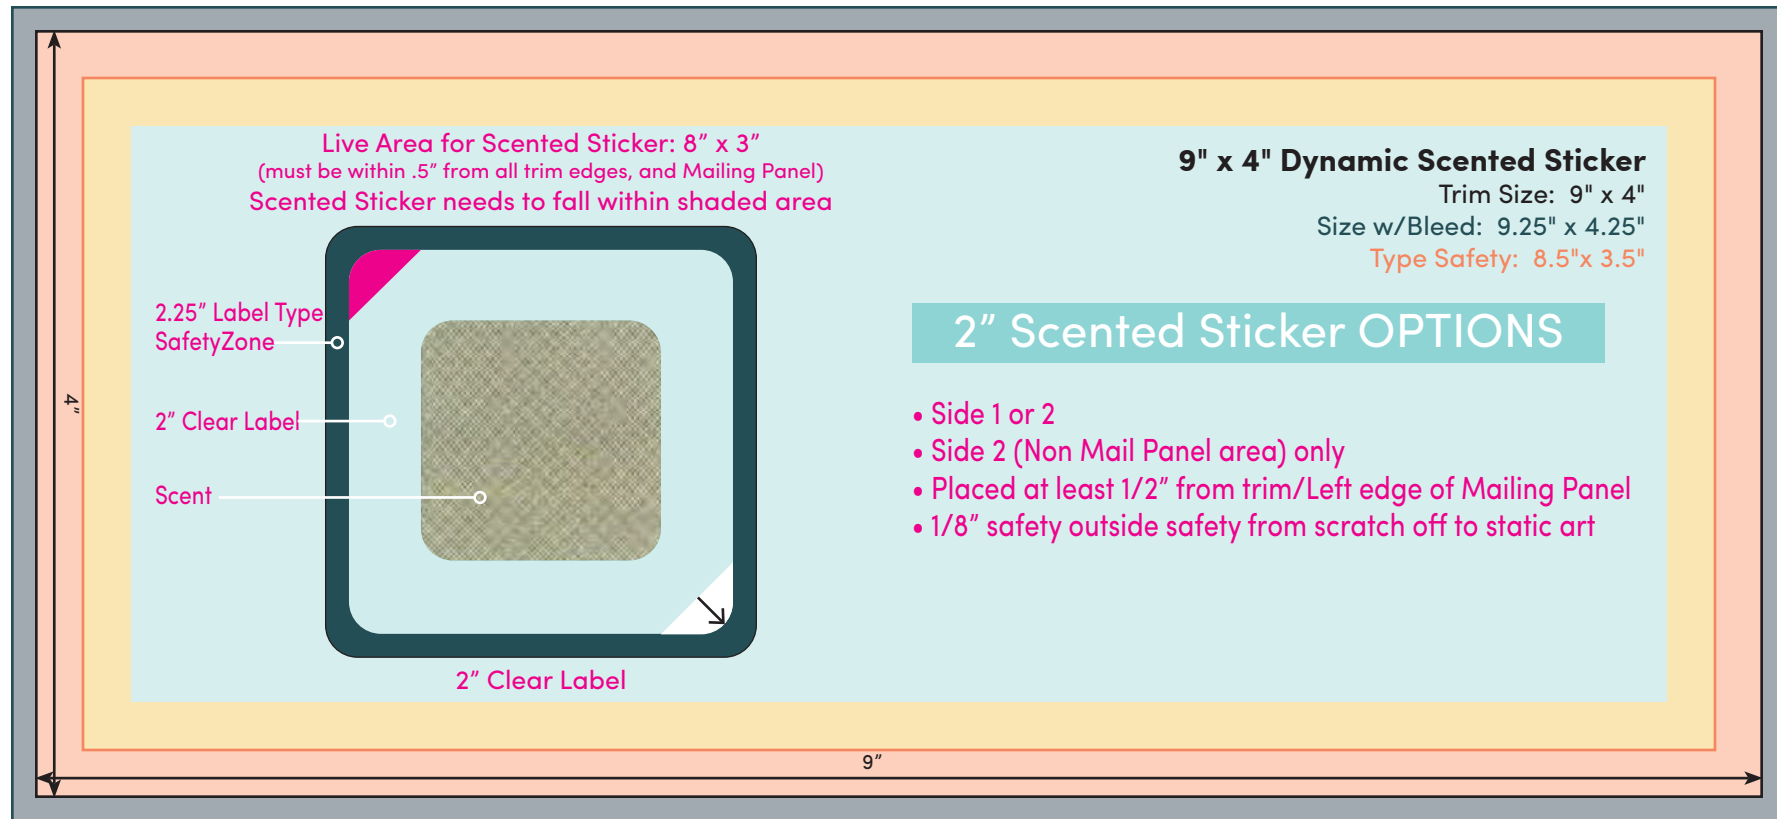 Live Area for Scented Sticker: 8” x 3”
(must be within .5” from all trim edges, and Mailing Panel)
Scented Sticker needs to fall within shaded area
9" x 4" Dynamic Scented Sticker
Trim Size:  9" x 4"
Size w/Bleed:  9.25" x 4.25"
Type Safety:  8.5"x 3.5"
2.25” Label Type
SafetyZone
2” Clear Label
Scent
2” Clear Label
2” Scented Sticker OPTIONS
• Side 1 or 2
• Side 2 (Non Mail Panel area) only
• Placed at least 1/2” from trim/Left edge of Mailing Panel
• 1/8” safety outside safety from scratch off to static art
4”
9”